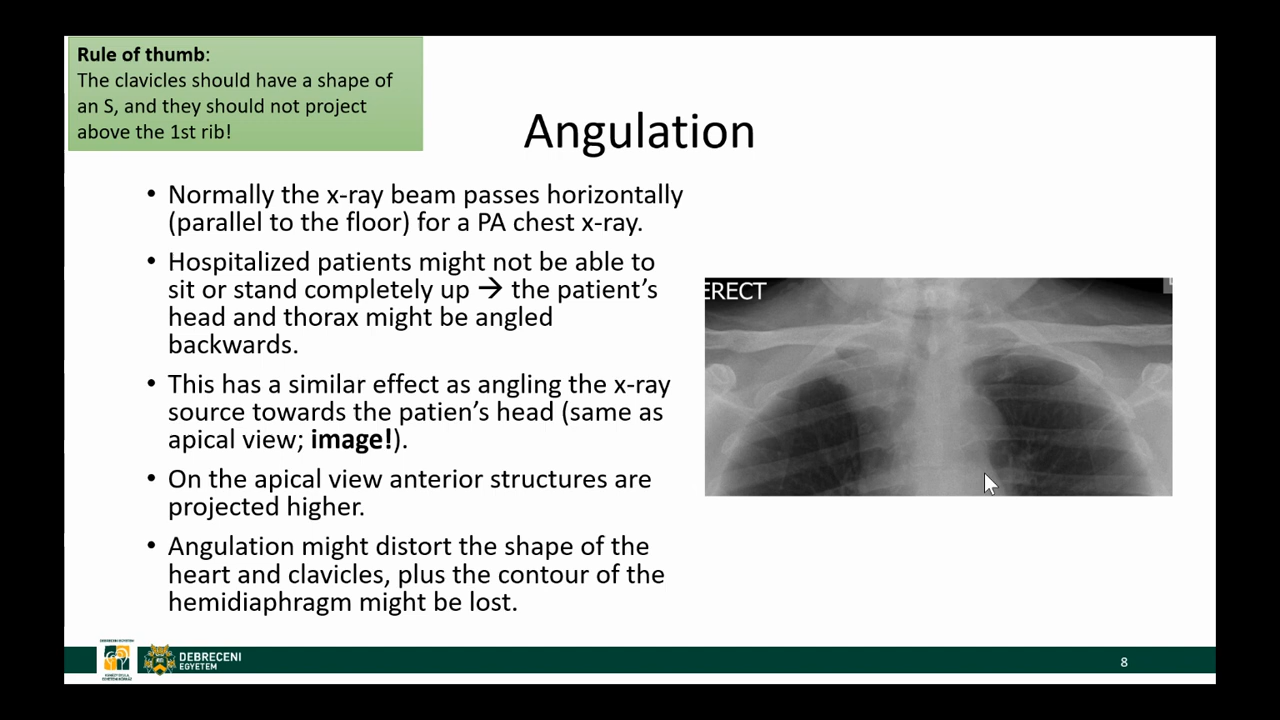 Rule of thumb:
The clavicles should have a shape of
an S, and they should not project
above the 1st rib!
Angulation
• Normally the x-ray beam passes horizontally
(parallel to the floor) for a PA chest x-ray.
• Hospitalized patients might not be able to
sit or stand completely up → the patient's
head and thorax might be angled
backwards.
• This has a similar effect as angling the x-ray
source towards the patien's head (same as
apical view; image!).
• On the apical view anterior structures are
projected higher.
• Angulation might distort the shape of the
heart and clavicles, plus the contour of the
hemidiaphragm might be lost.
ERECT
DEBRECENI
EGYETEM
8